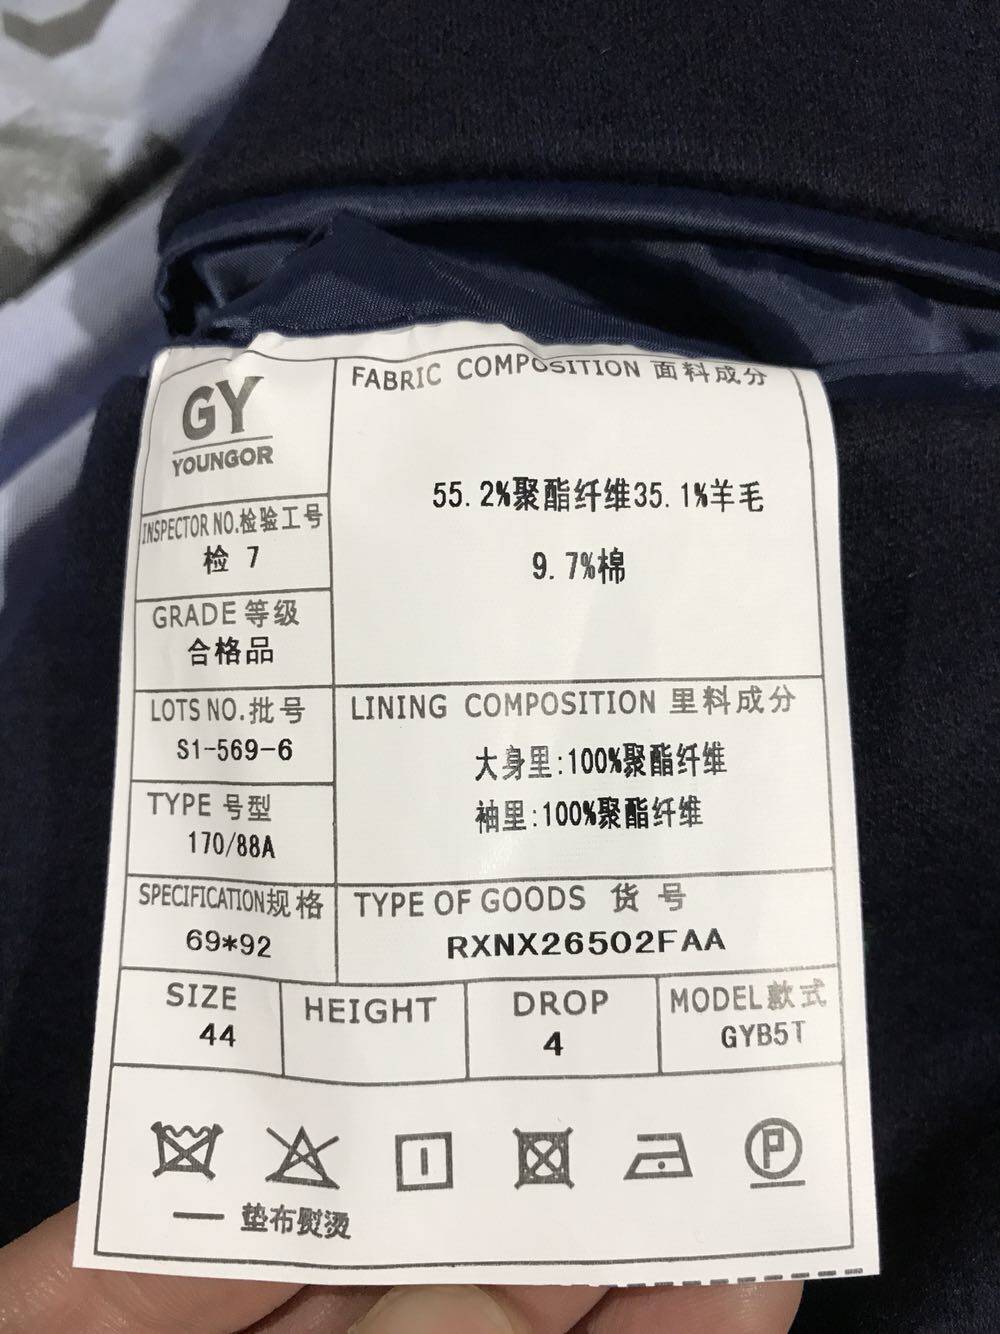 GY
YOUNGOR
INSPECTOR NO.检验工号
检 7
GRADE 等级
合格品
LOTS NO.批号
S1-569-6
TYPE 号型
170/88A
SPECIFICATION规格
69*92
FABRIC COMPOSITION 面料成分
55.2%聚酯纤维35.1%羊毛
9.7%棉
LINING COMPOSITION 里料成分
大身里:100%聚酯纤维
袖里:100%聚酯纤维
TYPE OF GOODS 货 号
RXNX26502FAA
SIZE
44
HEIGHT
DROP
4
MODEL款式
GYB5T
P
垫布熨烫